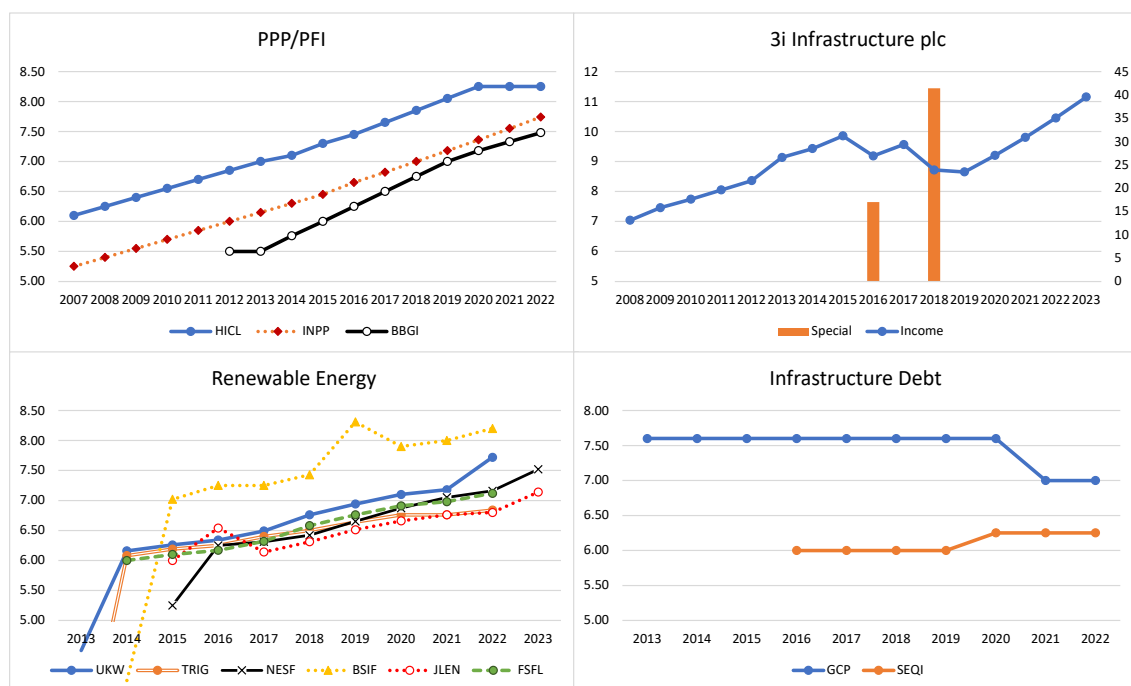 PPP/PFI
8.50
8.00
7.50
7.00
6.50
6.00
5.50
5.00
2007 2008 2009 2010 2011 2012 2013 2014 2015 2016 2017 2018 2019 2020 2021 2022
HICL INPP BBGI
3i Infrastructure plc
12 45
11 40
10 35
9 30
8 25
7 20
6 15
5 10
5
0
2008 2009 2010 2011 2012 2013 2014 2015 2016 2017 2018 2019 2020 2021 2022 2023
Special Income
Renewable Energy
8.50
8.00
7.50
7.00
6.50
6.00
5.50
5.00
2013 2014 2015 2016 2017 2018 2019 2020 2021 2022 2023
UKW TRIG NESF BSIF JLEN FSFL
Infrastructure Debt
8.00
7.50
7.00
6.50
6.00
5.50
5.00
2013 2014 2015 2016 2017 2018 2019 2020 2021 2022
GCP SEQI